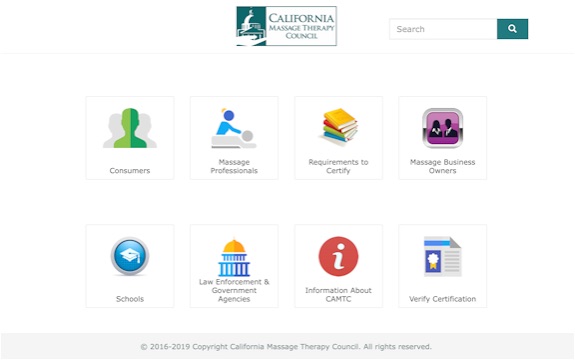 CALIFORNIA
MASSAGE THERAPY
COUNCIL
Search
Consumers
Massage
Professionals
Requirements to
Certify
Massage Business
Owners
Schools
Law Enforcement &
Government
Agencies
Information About
CAMTC
Verify Certification
© 2016-2019 Copyright California Massage Therapy Council. All rights reserved.